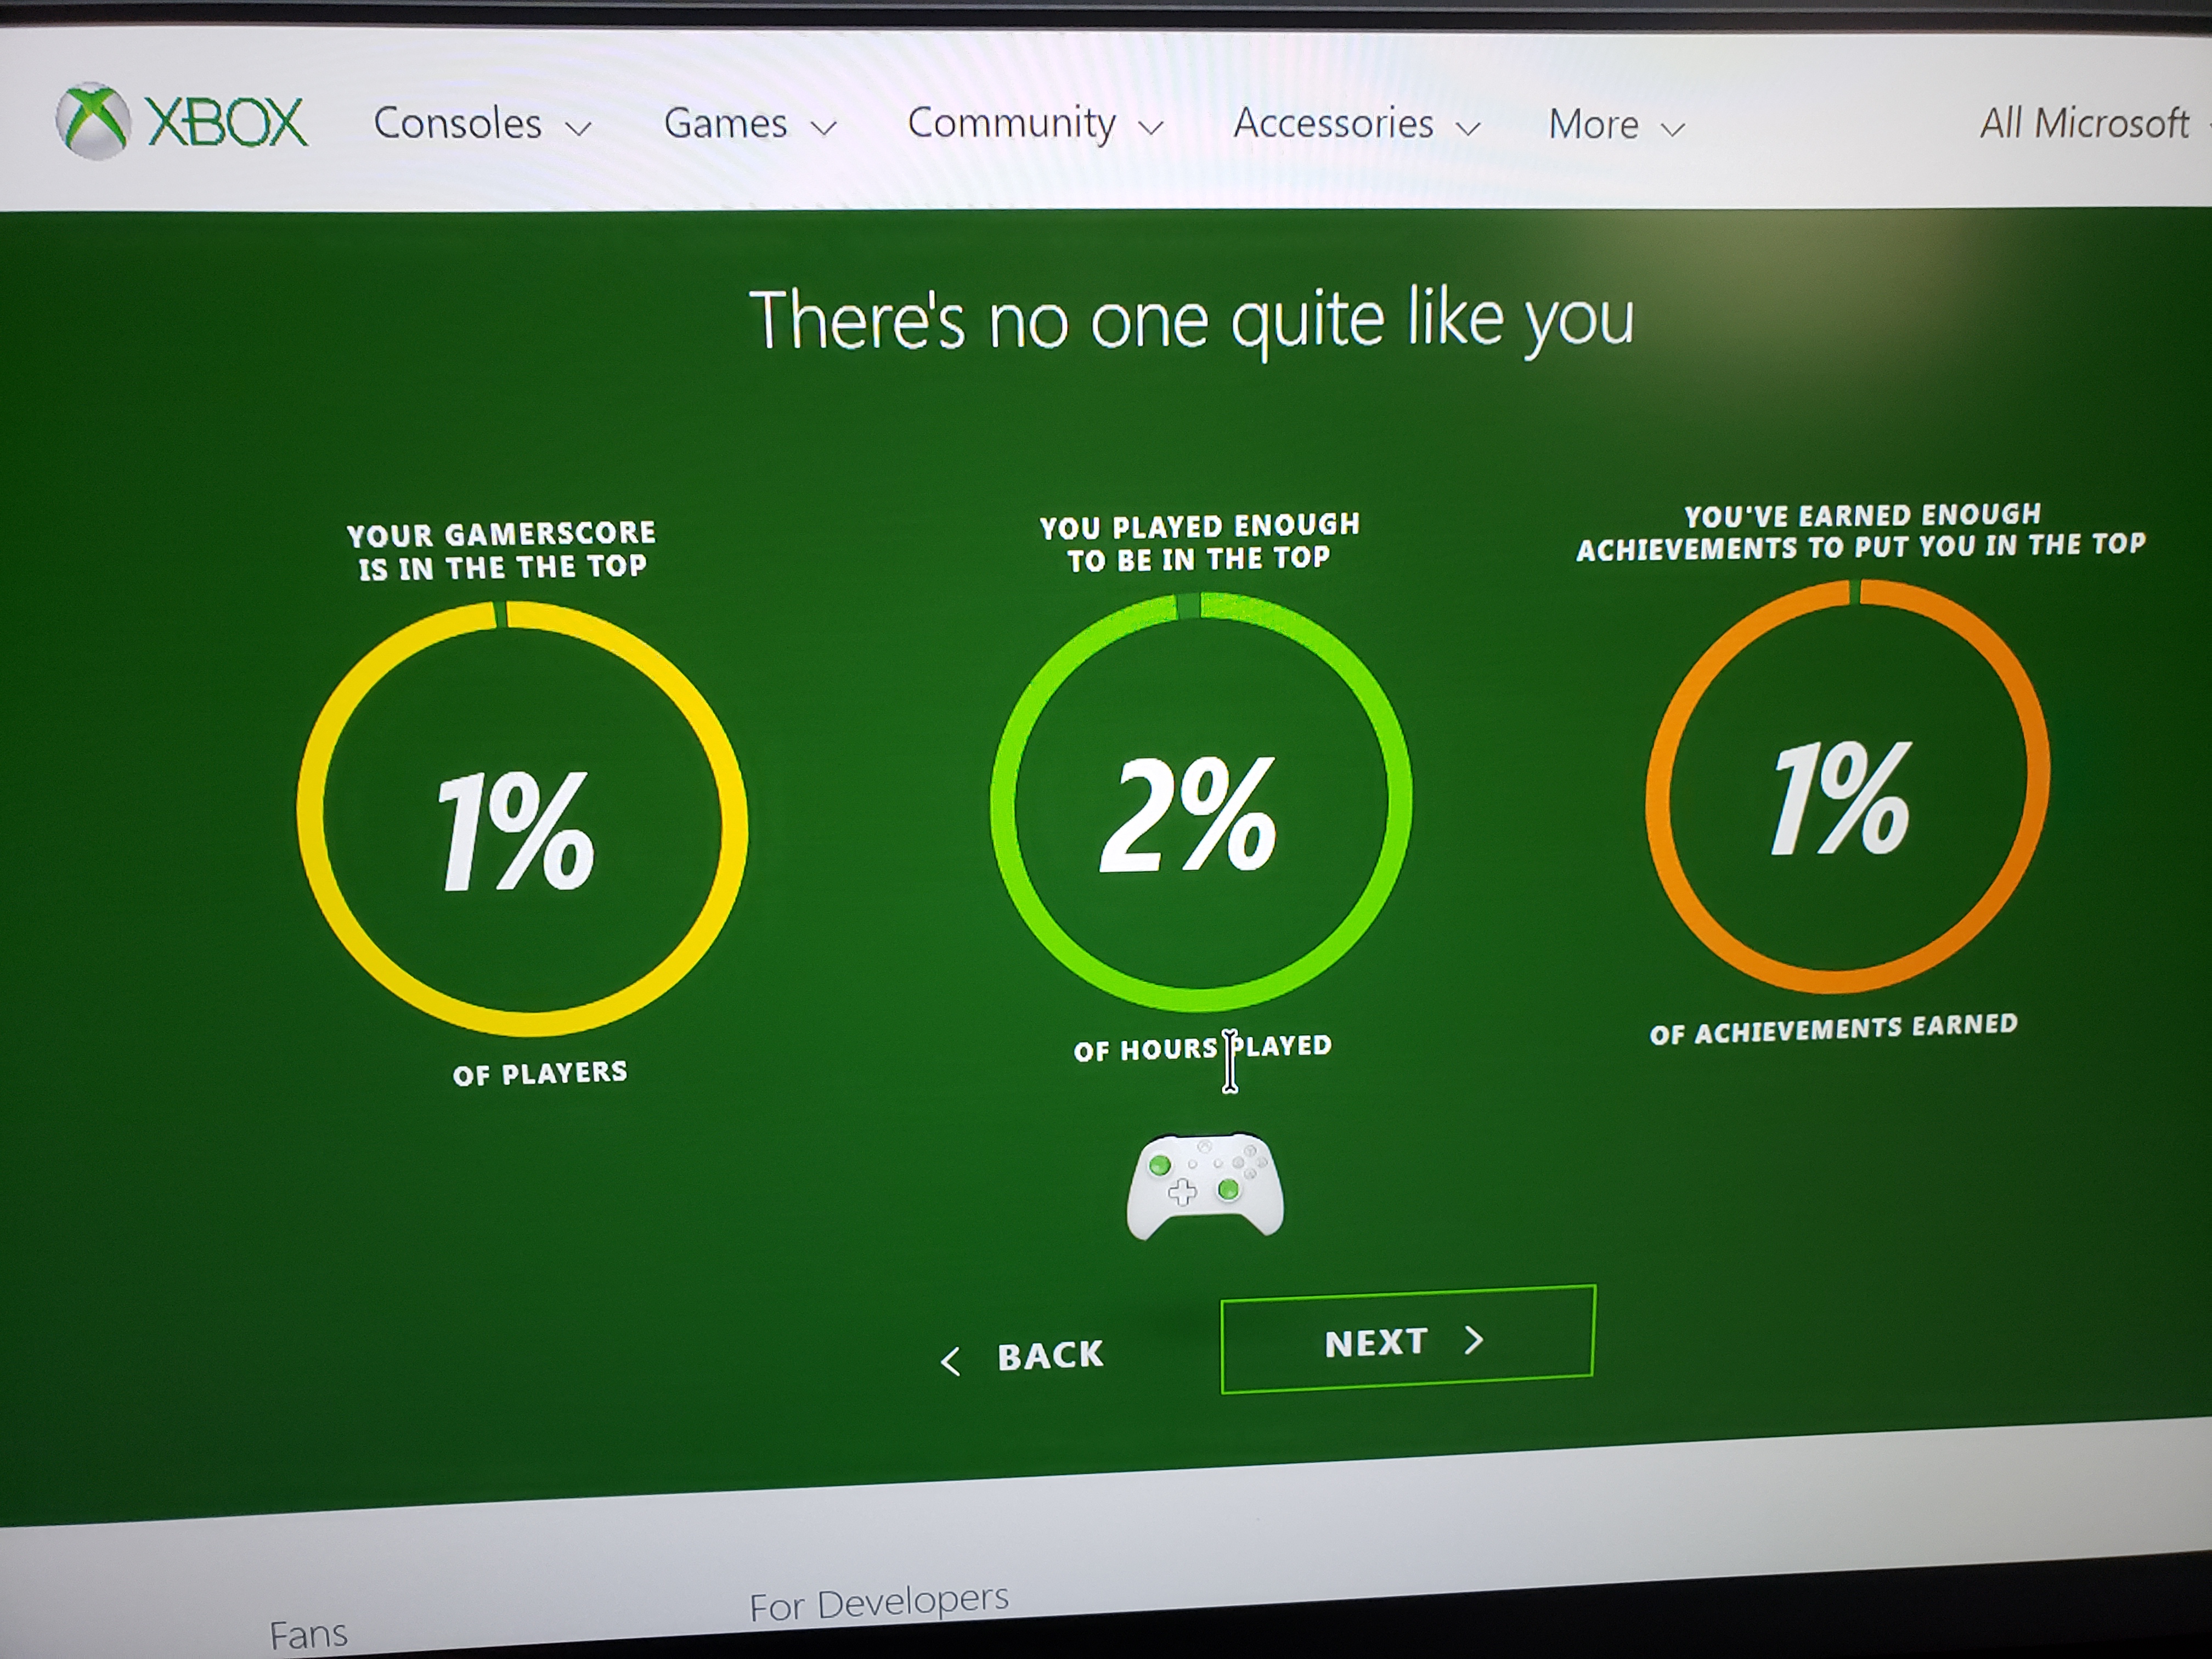 XBOX Consoles Games Community Accessories More All Microsoft
There's no one quite like you
YOUR GAMERSCORE
IS IN THE THE TOP
1%
OF PLAYERS
YOU PLAYED ENOUGH
TO BE IN THE TOP
2%
OF HOURS PLAYED
YOU'VE EARNED ENOUGH
ACHIEVEMENTS TO PUT YOU IN THE TOP
1%
OF ACHIEVEMENTS EARNED
< BACK
NEXT >
Fans
For Developers